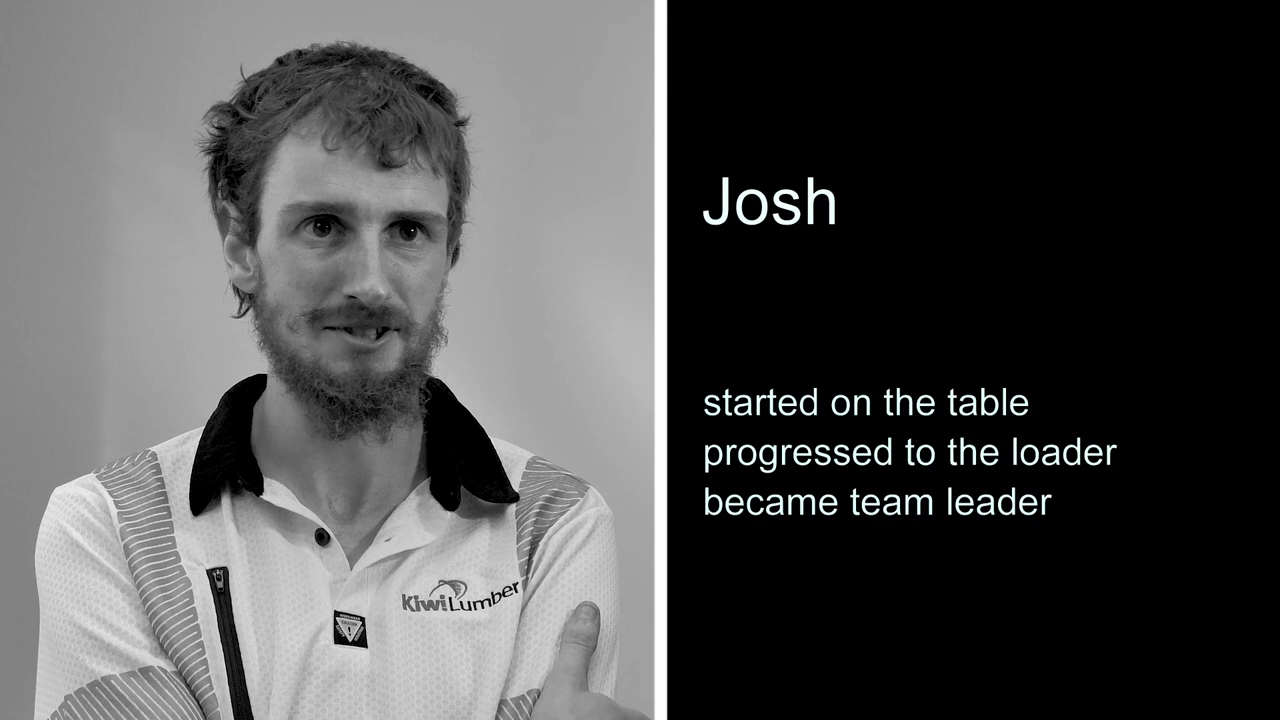 Josh
started on the table
progressed to the loader
became team leader
KiwiLumber